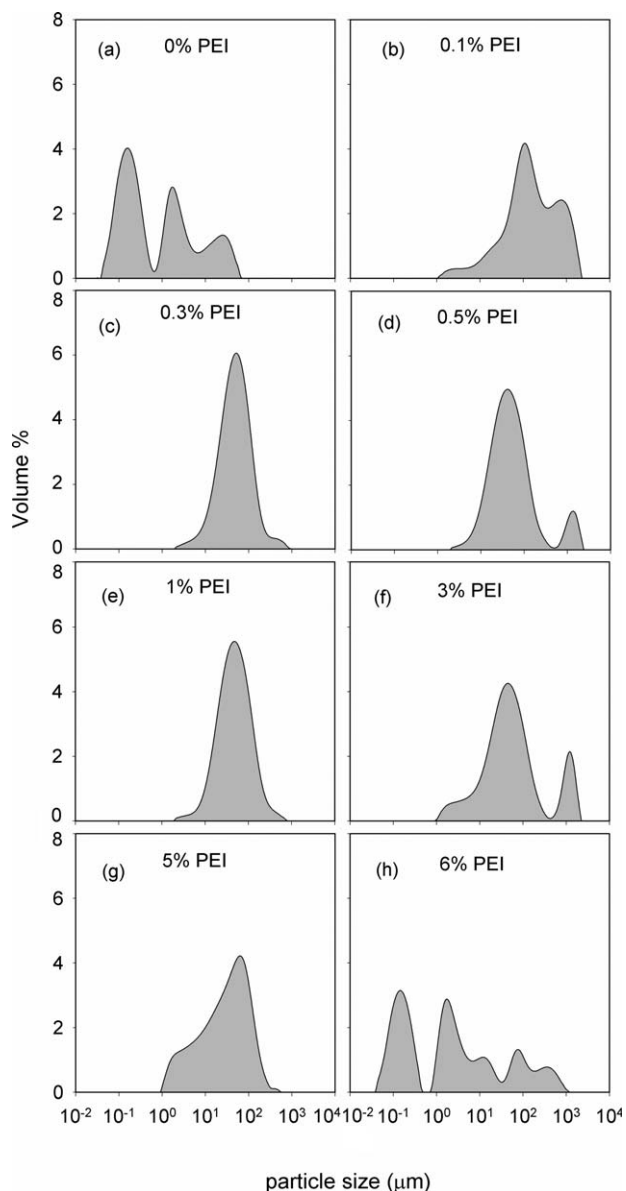 8
(a) 0% PEI
(b) 0.1% PEI
6
4
2
0
8
(c) 0.3% PEI
(d) 0.5% PEI
6
4
2
0
8
(e) 1% PEI
(f) 3% PEI
6
4
2
0
8
(g) 5% PEI
(h) 6% PEI
6
4
2
0
Volume %
10⁻² 10⁻¹ 10⁰ 10¹ 10² 10³ 10⁴
10⁻² 10⁻¹ 10⁰ 10¹ 10² 10³ 10⁴
particle size (μm)